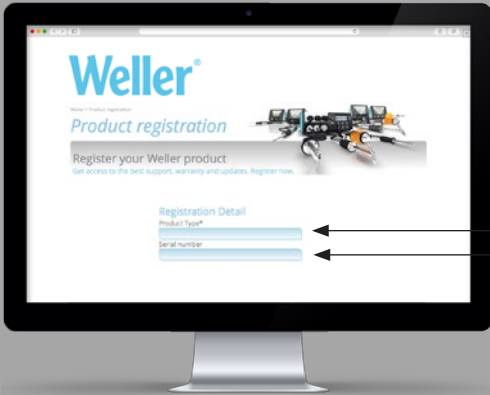 Weller®
Home > Product registration
Product registration
Register your Weller product
Get access to the best support, warranty and updates. Register now.
Registration Detail
Product Type*
Serial number